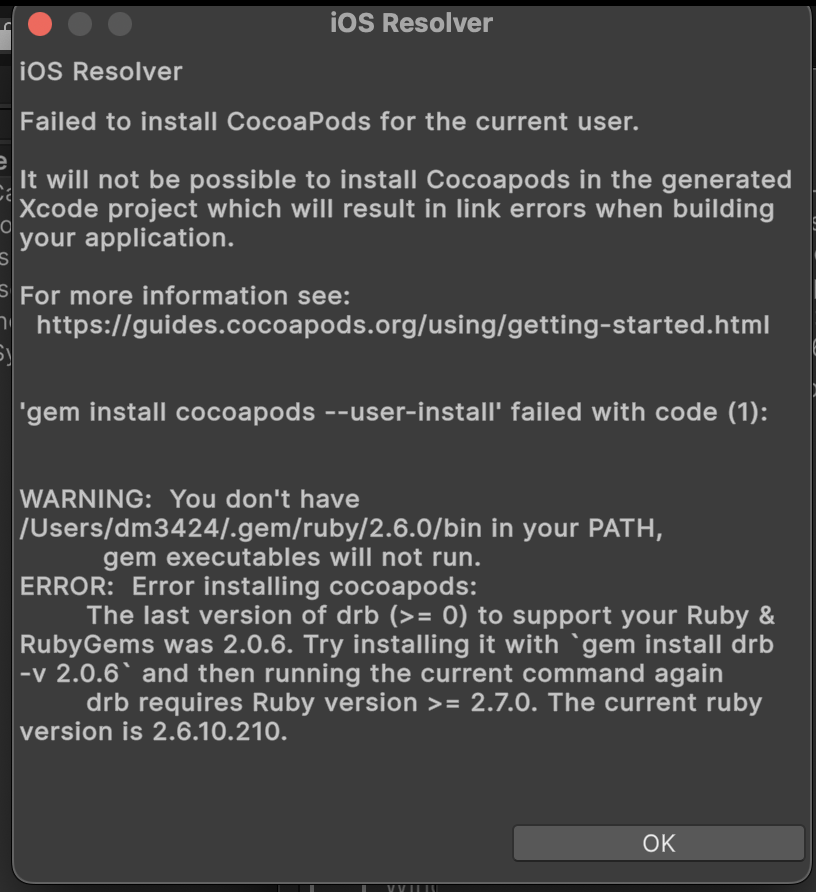 iOS Resolver
iOS Resolver
Failed to install CocoaPods for the current user.
It will not be possible to install Cocoapods in the generated
Xcode project which will result in link errors when building
your application.
For more information see:
https://guides.cocoapods.org/using/getting-started.html
'gem install cocoapods --user-install' failed with code (1):
WARNING:  You don't have
/Users/dm3424/.gem/ruby/2.6.0/bin in your PATH,
gem executables will not run.
ERROR:  Error installing cocoapods:
The last version of drb (>= 0) to support your Ruby &
RubyGems was 2.0.6. Try installing it with `gem install drb
-v 2.0.6` and then running the current command again
drb requires Ruby version >= 2.7.0. The current ruby
version is 2.6.10.210.
OK